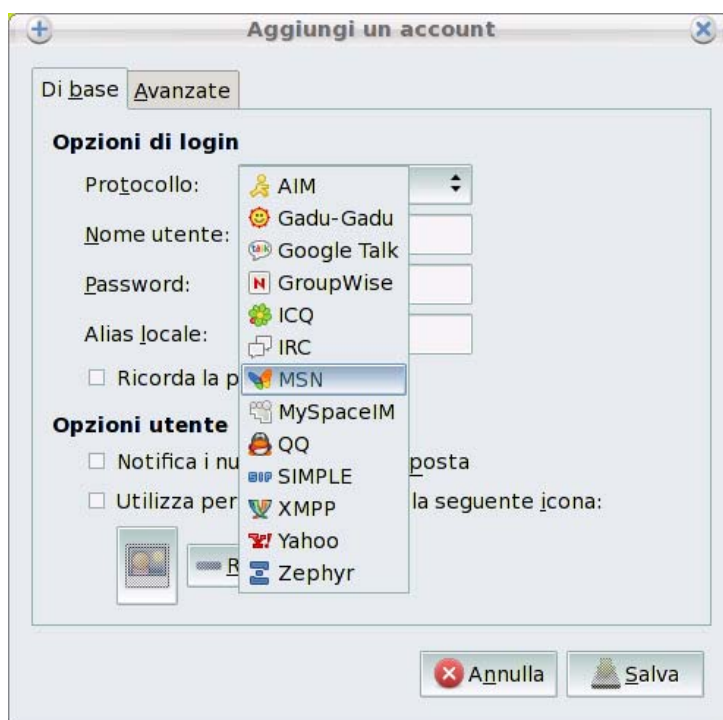 Aggiungi un account
Di base Avanzate
Opzioni di login
Protocollo:
Nome utente:
Password:
Alias locale:
Ricorda la p
AIM
Gadu-Gadu
Google Talk
GroupWise
ICQ
IRC
MSN
MySpaceIM
QQ
SIMPLE
XMPP
Yahoo
Zephyr
Opzioni utente
Notifica i nu posta
Utilizza per la seguente icona:
R
Annulla Salva